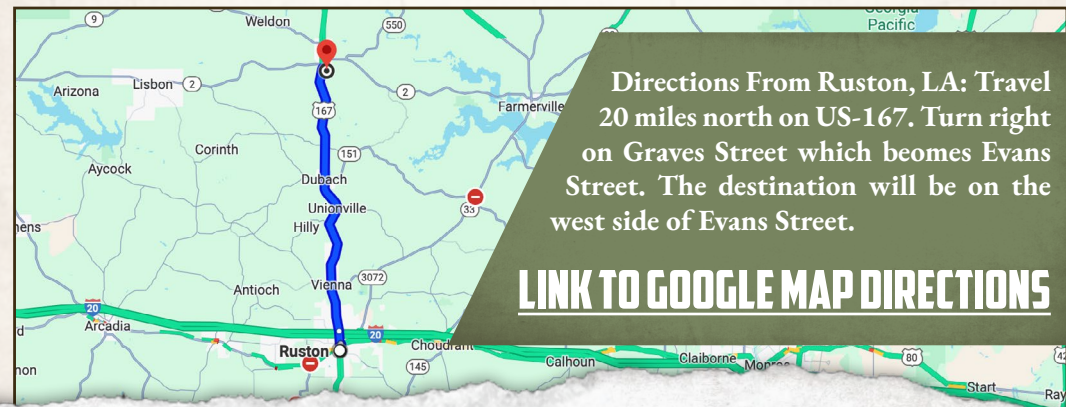 Weldon
9
550
Georgia
Pacific
Lisbon
2
Arizona
2
Farmerville
167
Corinth
151
Aycock
Dubach
Unionville
33
Hilly
Vienna
3072
Antioch
20
Arcadia
20
Ruston
Choudrant
145
Calhoun
Claiborne
Monroe
80
Start
Directions From Ruston, LA: Travel
20 miles north on US-167. Turn right
on Graves Street which beomes Evans
Street. The destination will be on the
west side of Evans Street.
LINK TO GOOGLE MAP DIRECTIONS